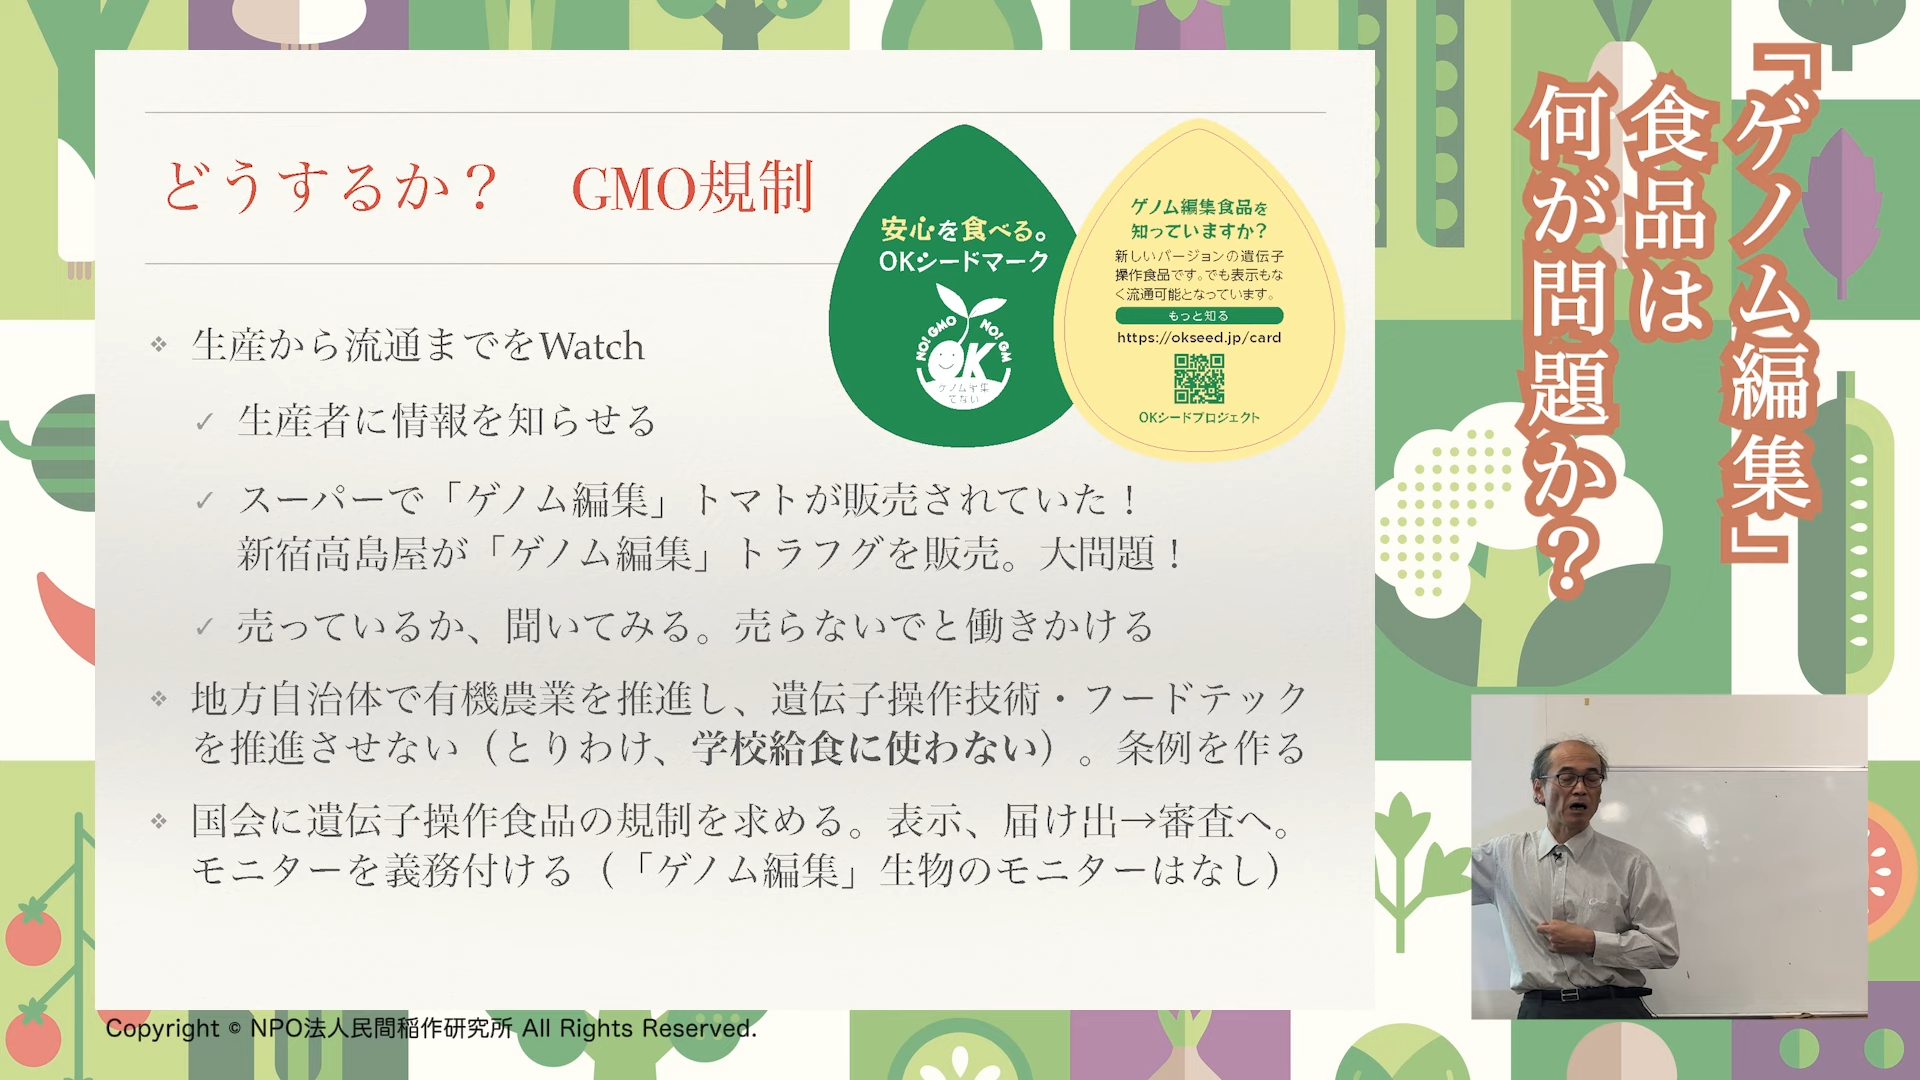 『ゲノム編集』
食品は
何が問題か？
どうするか？　GMO規制
安心を食べる。
OKシードマーク
NO! GMO
NO! GM
OK
ゲノム編集食品を
知っていますか？
新しいバージョンの遺伝子
操作食品です。でも表示もな
く流通可能となっています。
もっと知る
https://okseed.jp/card
OKシードプロジェクト
❖ 生産から流通までをWatch
✓ 生産者に情報を知らせる
✓ スーパーで「ゲノム編集」トマトが販売されていた！
新宿高島屋が「ゲノム編集」トラフグを販売。大問題！
✓ 売っているか、聞いてみる。売らないでと働きかける
❖ 地方自治体で有機農業を推進し、遺伝子操作技術・フードテック
を推進させない（とりわけ、学校給食に使わない）。条例を作る
❖ 国会に遺伝子操作食品の規制を求める。表示、届け出→審査へ。
モニターを義務付ける（「ゲノム編集」生物のモニターはなし）
Copyright © NPO法人民間稲作研究所 All Rights Reserved.